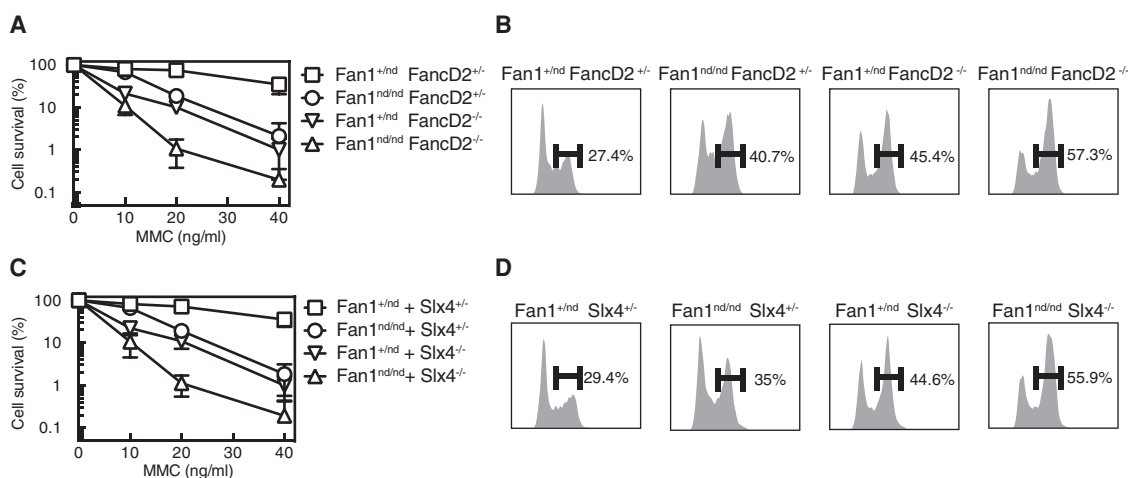 A
100
10
1
0.1
Cell survival (%)
0 10 20 30 40
MMC (ng/ml)
Fan1+/nd FancD2+/-
Fan1nd/nd FancD2+/-
Fan1+/nd FancD2-/-
Fan1nd/nd FancD2-/-
B
Fan1+/nd FancD2 +/-
27.4%
Fan1nd/nd FancD2 +/-
40.7%
Fan1+/nd FancD2 -/-
45.4%
Fan1nd/nd FancD2 -/-
57.3%
C
100
10
1
0.1
Cell survival (%)
0 10 20 30 40
MMC (ng/ml)
Fan1+/nd + Slx4+/-
Fan1nd/nd + Slx4+/-
Fan1+/nd + Slx4-/-
Fan1nd/nd + Slx4-/-
D
Fan1+/nd Slx4+/-
29.4%
Fan1nd/nd Slx4+/-
35%
Fan1+/nd Slx4-/-
44.6%
Fan1nd/nd Slx4-/-
55.9%